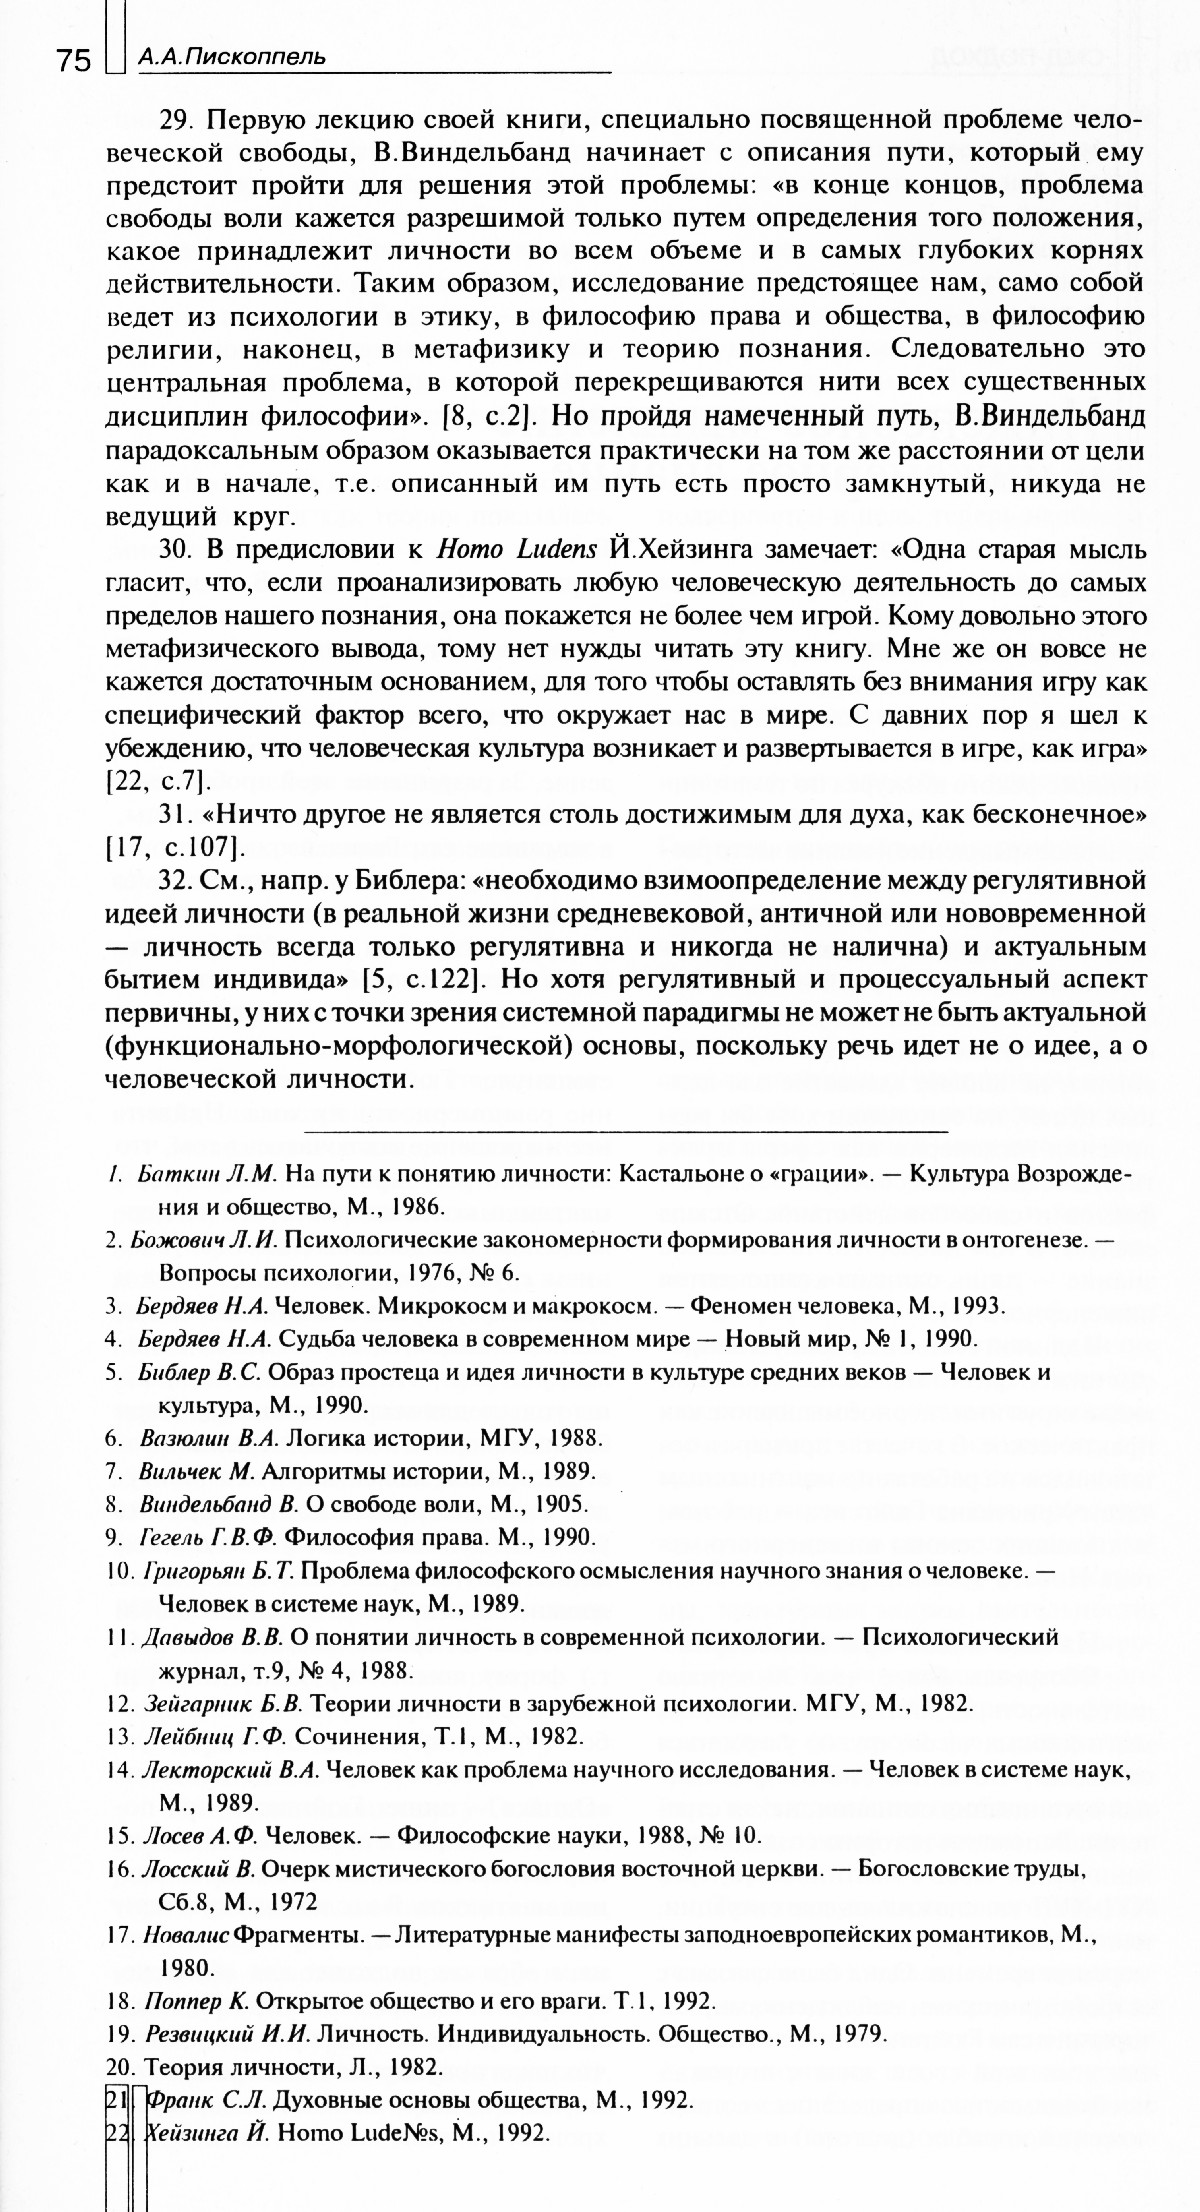 75 А.А.Пископпель
29. Первую лекцию своей книги, специально посвященной проблеме чело-
веческой свободы, В.Виндельбанд начинает с описания пути, который ему
предстоит пройти для решения этой проблемы: «в конце концов, проблема
свободы воли кажется разрешимой только путем определения того положения,
какое принадлежит личности во всем объеме и в самых глубоких корнях
действительности. Таким образом, исследование предстоящее нам, само собой
ведет из психологии в этику, в философию права и общества, в философию
религии, наконец, в метафизику и теорию познания. Следовательно это
центральная проблема, в которой перекрещиваются нити всех существенных
дисциплин философии». [8, с.2]. Но пройдя намеченный путь, В.Виндельбанд
парадоксальным образом оказывается практически на том же расстоянии от цели
как и в начале, т.е. описанный им путь есть просто замкнутый, никуда не
ведущий круг.
30. В предисловии к Homo Ludens Й.Хейзинга замечает: «Одна старая мысль
гласит, что, если проанализировать любую человеческую деятельность до самых
пределов нашего познания, она покажется не более чем игрой. Кому довольно этого
метафизического вывода, тому нет нужды читать эту книгу. Мне же он вовсе не
кажется достаточным основанием, для того чтобы оставлять без внимания игру как
специфический фактор всего, что окружает нас в мире. С давних пор я шел к
убеждению, что человеческая культура возникает и развертывается в игре, как игра»
[22, с.7].
31. «Ничто другое не является столь достижимым для духа, как бесконечное»
[17, с.107].
32. См., напр. у Библера: «необходимо взимоопределение между регулятивной
идеей личности (в реальной жизни средневековой, античной или нововременной
— личность всегда только регулятивна и никогда не налична) и актуальным
бытием индивида» [5, с.122]. Но хотя регулятивный и процессуальный аспект
первичны, у них с точки зрения системной парадигмы не может не быть актуальной
(функционально-морфологической) основы, поскольку речь идет не о идее, а о
человеческой личности.
1. Баткин Л.М. На пути к понятию личности: Кастальоне о «грации». — Культура Возрожде-
ния и общество, М., 1986.
2. Божович Л.И. Психологические закономерности формирования личности в онтогенезе. —
Вопросы психологии, 1976, № 6.
3. Бердяев Н.А. Человек. Микрокосм и макрокосм. — Феномен человека, М., 1993.
4. Бердяев Н.А. Судьба человека в современном мире — Новый мир, № 1, 1990.
5. Библер В.С. Образ простеца и идея личности в культуре средних веков — Человек и
культура, М., 1990.
6. Вазюлин В.А. Логика истории, МГУ, 1988.
7. Вильчек М. Алгоритмы истории, М., 1989.
8. Виндельбанд В. О свободе воли, М., 1905.
9. Гегель Г.В.Ф. Философия права. М., 1990.
10. Григорьян Б.Т. Проблема философского осмысления научного знания о человеке. —
Человек в системе наук, М., 1989.
11. Давыдов В.В. О понятии личность в современной психологии. — Психологический
журнал, т.9, № 4, 1988.
12. Зейгарник Б.В. Теории личности в зарубежной психологии. МГУ, М., 1982.
13. Лейбниц Г.Ф. Сочинения, Т.1, М., 1982.
14. Лекторский В.А. Человек как проблема научного исследования. — Человек в системе наук,
М., 1989.
15. Лосев А.Ф. Человек. — Философские науки, 1988, № 10.
16. Лосский В. Очерк мистического богословия восточной церкви. — Богословские труды,
Сб.8, М., 1972
17. Новалис Фрагменты. — Литературные манифесты заподноевропейских романтиков, М.,
1980.
18. Поппер К. Открытое общество и его враги. Т.1, 1992.
19. Резвицкий И.И. Личность. Индивидуальность. Общество., М., 1979.
20. Теория личности, Л., 1982.
21. Франк С.Л. Духовные основы общества, М., 1992.
22. Хейзинга Й. Homo Lude№s, М., 1992.